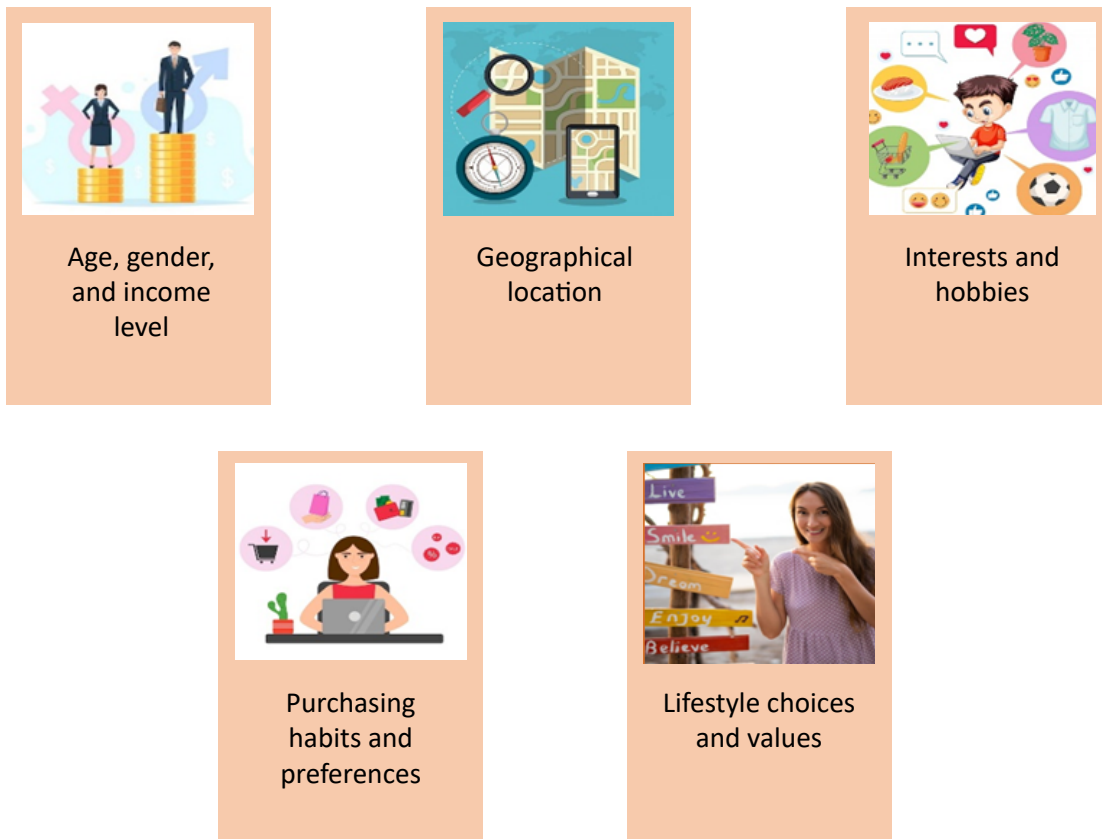 Age, gender,
and income
level
Geographical
location
Interests and
hobbies
Live
Smile
Dream
Enjoy
Believe
Purchasing
habits and
preferences
Lifestyle choices
and values